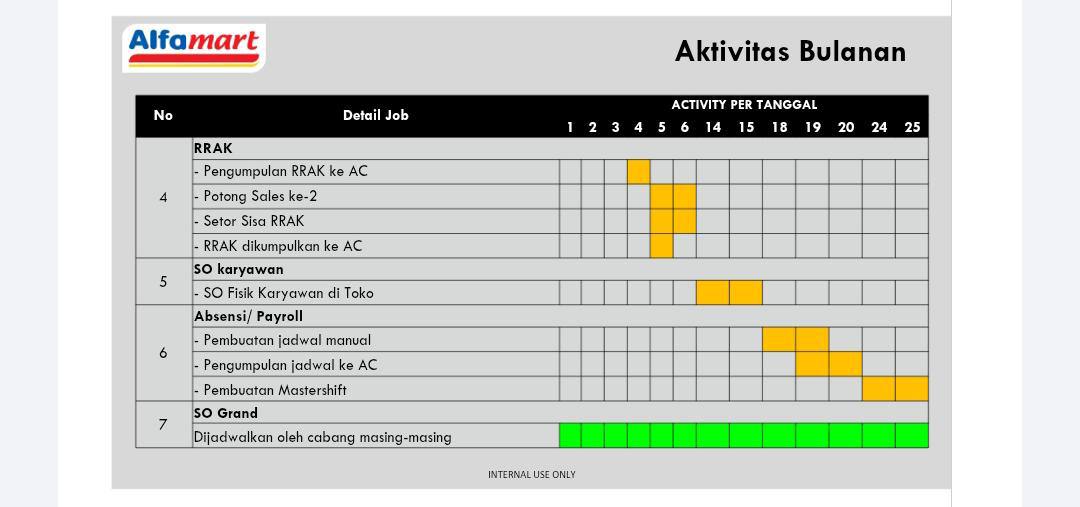 Alfamart
Aktivitas Bulanan
No Detail Job ACTIVITY PER TANGGAL
1 2 3 4 5 6 14 15 18 19 20 24 25
4 RRAK
- Pengumpulan RRAK ke AC
- Potong Sales ke-2
- Setor Sisa RRAK
- RRAK dikumpulkan ke AC
5 SO karyawan
- SO Fisik Karyawan di Toko
6 Absensi/ Payroll
- Pembuatan jadwal manual
- Pengumpulan jadwal ke AC
- Pembuatan Mastershift
7 SO Grand
Dijadwalkan oleh cabang masing-masing
INTERNAL USE ONLY